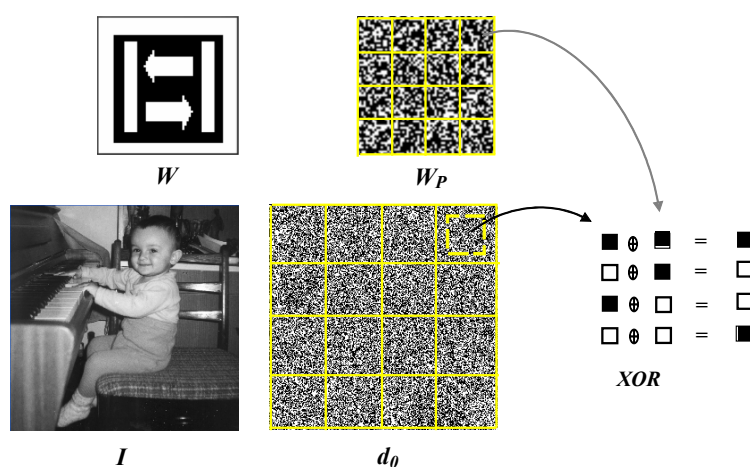 W
W_P
⊕ =
⊕ =
⊕ =
⊕ =
XOR
I
d_0